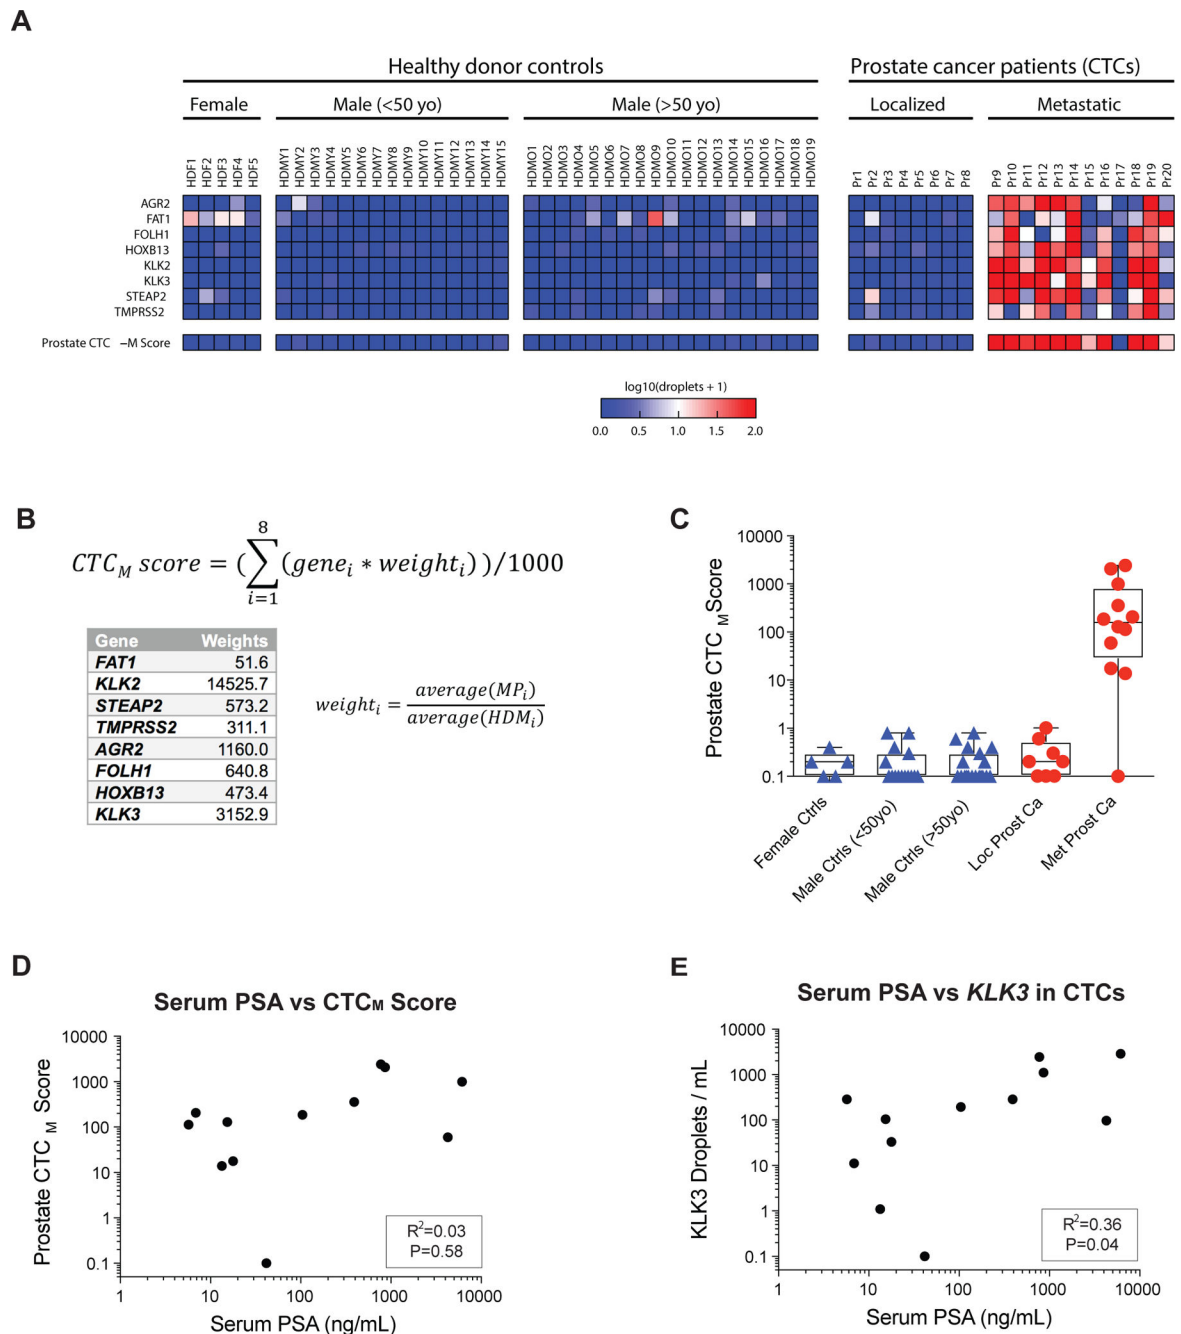 A
Healthy donor controls
Prostate cancer patients (CTCs)
Female
Male (<50 yo)
Male (>50 yo)
Localized
Metastatic
HDF1 HDF2 HDF3 HDF4 HDF5 HDMY1 HDMY2 HDMY3 HDMY4 HDMY5 HDMY6 HDMY7 HDMY8 HDMY9 HDMY10 HDMY11 HDMY12 HDMY13 HDMY14 HDMY15 HDMO1 HDMO2 HDMO3 HDMO4 HDMO5 HDMO6 HDMO7 HDMO8 HDMO9 HDMO10 HDMO12 HDMO13 HDMO11 HDMO14 HDMO15 HDMO16 HDMO17 HDMO18 HDMO19 Pr1 Pr2 Pr3 Pr4 Pr5 Pr6 Pr7 Pr8 Pr9 Pr10 Pr11 Pr12 Pr13 Pr14 Pr15 Pr16 Pr17 Pr18 Pr19 Pr20
AGR2
FAT1
FOLH1
HOXB13
KLK2
KLK3
STEAP2
TMPRSS2
Prostate CTC –M Score
log10(droplets + 1)
0.0 0.5 1.0 1.5 2.0
B
CTC_M score = (∑_{i=1}^{8}(gene_i * weight_i))/1000
Gene Weights
FAT1 51.6
KLK2 14525.7
STEAP2 573.2
TMPRSS2 311.1
AGR2 1160.0
FOLH1 640.8
HOXB13 473.4
KLK3 3152.9
weight_i = average(MP_i) / average(HDM_i)
C
Prostate CTC M Score
10000
1000
100
10
1
0.1
Female Ctrls
Male Ctrls (<50yo)
Male Ctrls (>50yo)
Loc Prost Ca
Met Prost Ca
D
Serum PSA vs CTCM Score
Prostate CTC M Score
10000
1000
100
10
1
0.1
R²=0.03
P=0.58
1 10 100 1000 10000
Serum PSA (ng/mL)
E
Serum PSA vs KLK3 in CTCs
KLK3 Droplets / mL
10000
1000
100
10
1
0.1
R²=0.36
P=0.04
1 10 100 1000 10000
Serum PSA (ng/mL)